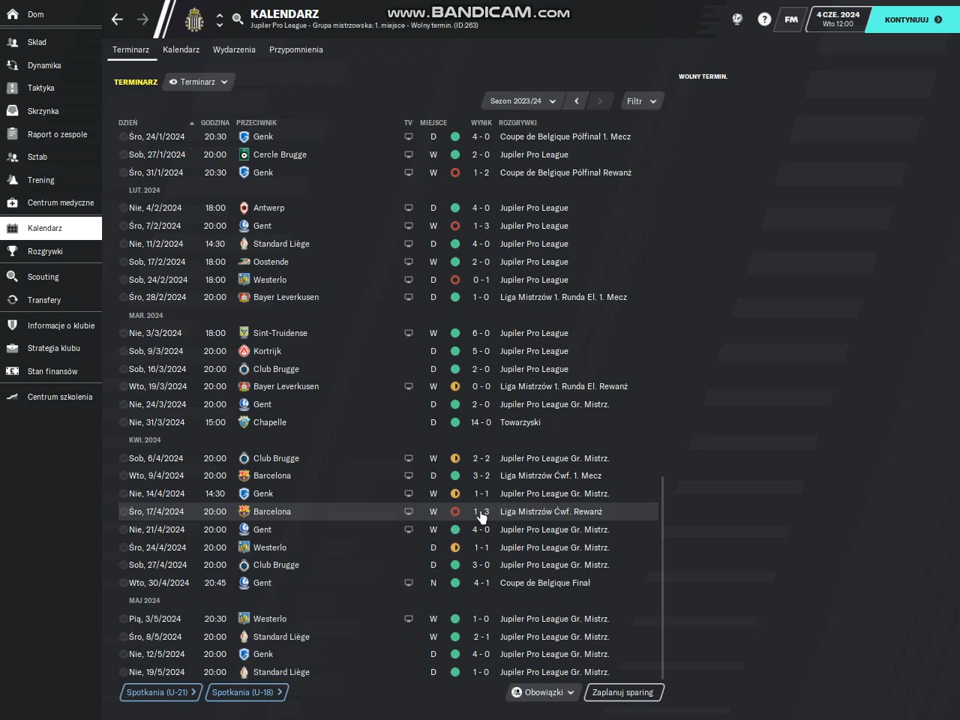 www.BANDICAM.com
Dom
KALENDARZ
Jupiler Pro League - Grupa mistrzowska: 1. miejsce - Wolny termin. (ID:263)
FM
4 CZE. 2024
Wto 12:00
KONTYNUUJ
Skład
Dynamika
Taktyka
Skrzynka
Raport o zespole
Sztab
Trening
Centrum medyczne
Kalendarz
Rozgrywki
Scouting
Transfery
Informacje o klubie
Strategia klubu
Stan finansów
Centrum szkolenia
Terminarz Kalendarz Wydarzenia Przypomnienia
TERMINARZ Terminarz
WOLNY TERMIN.
Sezon 2023/24 Filtr
DZIEŃ GODZINA PRZECIWNIK TV MIEJSCE WYNIK ROZGRYWKI
Śro, 24/1/2024 20:30 Genk D 4 - 0 Coupe de Belgique Półfinał 1. Mecz
Sob, 27/1/2024 20:00 Cercle Brugge W 2 - 0 Jupiler Pro League
Śro, 31/1/2024 20:30 Genk W 1 - 2 Coupe de Belgique Półfinał Rewanż
LUT. 2024
Nie, 4/2/2024 18:00 Antwerp D 4 - 0 Jupiler Pro League
Śro, 7/2/2024 20:00 Gent W 1 - 3 Jupiler Pro League
Nie, 11/2/2024 14:30 Standard Liège D 4 - 0 Jupiler Pro League
Sob, 17/2/2024 18:00 Oostende W 2 - 0 Jupiler Pro League
Sob, 24/2/2024 18:00 Westerlo D 0 - 1 Jupiler Pro League
Śro, 28/2/2024 20:00 Bayer Leverkusen D 1 - 0 Liga Mistrzów 1. Runda El. 1. Mecz
MAR. 2024
Nie, 3/3/2024 18:00 Sint-Truidense W 6 - 0 Jupiler Pro League
Sob, 9/3/2024 20:00 Kortrijk D 5 - 0 Jupiler Pro League
Sob, 16/3/2024 20:00 Club Brugge D 2 - 0 Jupiler Pro League
Wto, 19/3/2024 20:00 Bayer Leverkusen W 0 - 0 Liga Mistrzów 1. Runda El. Rewanż
Nie, 24/3/2024 20:00 Gent D 2 - 0 Jupiler Pro League Gr. Mistrz.
Nie, 31/3/2024 15:00 Chapelle D 14 - 0 Towarzyski
KWI. 2024
Sob, 6/4/2024 20:00 Club Brugge W 2 - 2 Jupiler Pro League Gr. Mistrz.
Wto, 9/4/2024 20:00 Barcelona D 3 - 2 Liga Mistrzów Ćwf. 1. Mecz
Nie, 14/4/2024 14:30 Genk W 1 - 1 Jupiler Pro League Gr. Mistrz.
Śro, 17/4/2024 20:00 Barcelona W 1 - 3 Liga Mistrzów Ćwf. Rewanż
Nie, 21/4/2024 20:00 Gent W 4 - 0 Jupiler Pro League Gr. Mistrz.
Śro, 24/4/2024 20:00 Westerlo D 1 - 1 Jupiler Pro League Gr. Mistrz.
Sob, 27/4/2024 20:00 Club Brugge D 3 - 0 Jupiler Pro League Gr. Mistrz.
Wto, 30/4/2024 20:45 Gent N 4 - 1 Coupe de Belgique Final
MAJ 2024
Pią, 3/5/2024 20:30 Westerlo W 1 - 0 Jupiler Pro League Gr. Mistrz.
Śro, 8/5/2024 20:00 Standard Liège W 2 - 1 Jupiler Pro League Gr. Mistrz.
Nie, 12/5/2024 20:00 Genk D 4 - 0 Jupiler Pro League Gr. Mistrz.
Nie, 19/5/2024 20:00 Standard Liège D 1 - 0 Jupiler Pro League Gr. Mistrz.
Spotkania (U-21) Spotkania (U-18) Obowiązki Zaplanuj sparing